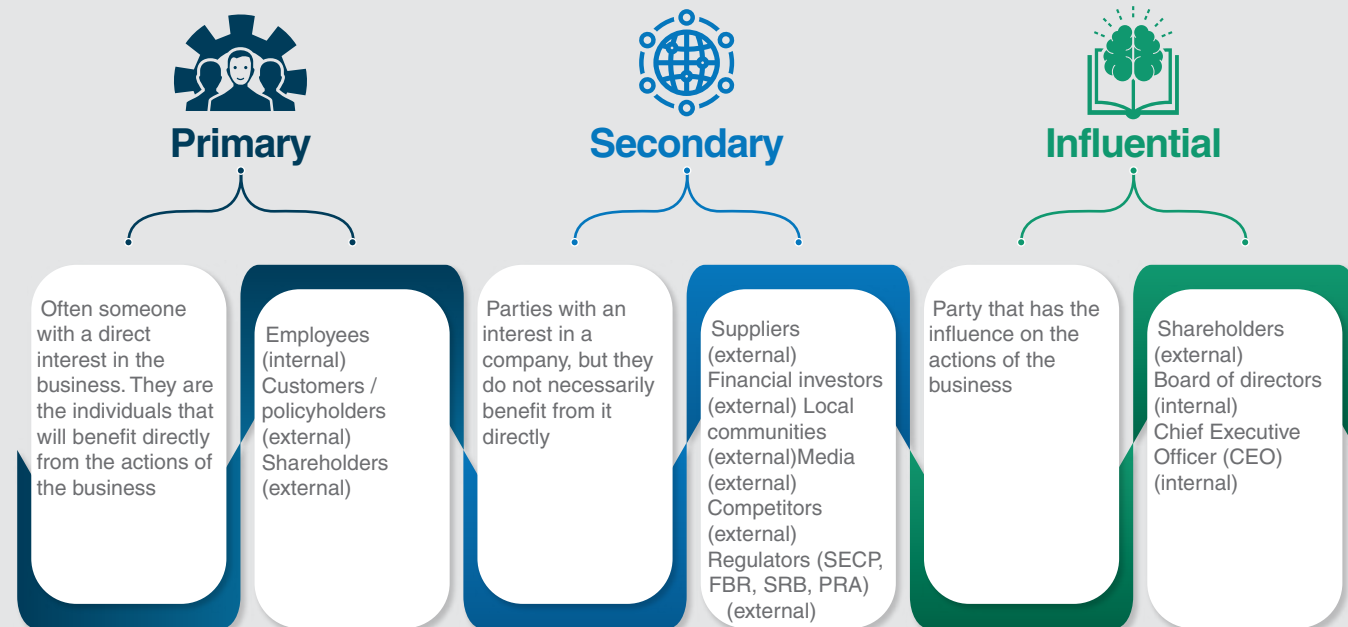 Primary
Often someone
with a direct
interest in the
business. They are
the individuals that
will benefit directly
from the actions of
the business
Employees
(internal)
Customers /
policyholders
(external)
Shareholders
(external)
Secondary
Parties with an
interest in a
company, but they
do not necessarily
benefit from it
directly
Suppliers
(external)
Financial investors
(external) Local
communities
(external)Media
(external)
Competitors
(external)
Regulators (SECP,
FBR, SRB, PRA)
(external)
Influential
Party that has the
influence on the
actions of the
business
Shareholders
(external)
Board of directors
(internal)
Chief Executive
Officer (CEO)
(internal)